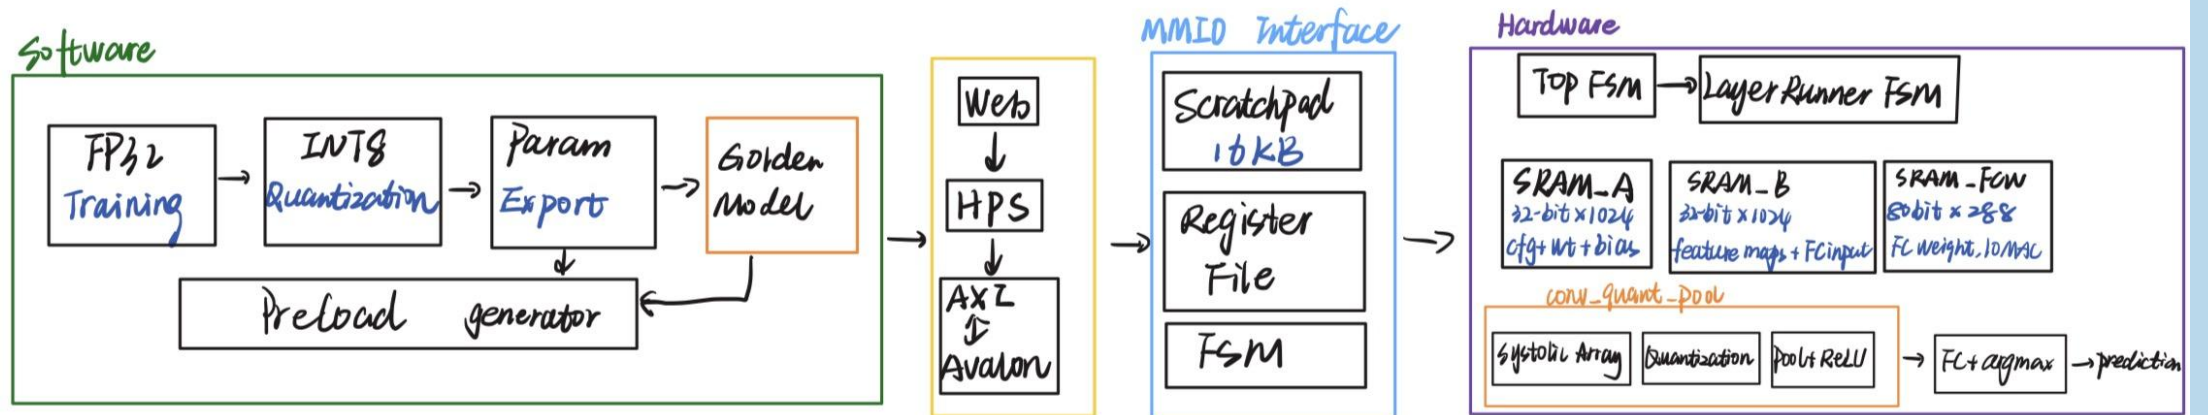 Software
FP32
Training
INT8
Quantization
Param
Export
Golden
Model
Preload generator
Web
HPS
AXI
Avalon
MMIO Interface
Scratchpad
16KB
Register
File
FSM
Hardware
Top FSM
LayerRunner FSM
SRAM_A
32-bit×1024
cfg+wt+bias
SRAM_B
32-bit×1024
feature maps + FC input
SRAM_FCW
80bit × 288
FC weight, 10 MAC
conv_quant_pool
Systolic Array
Quantization
Pool+ReLU
FC+argmax
prediction